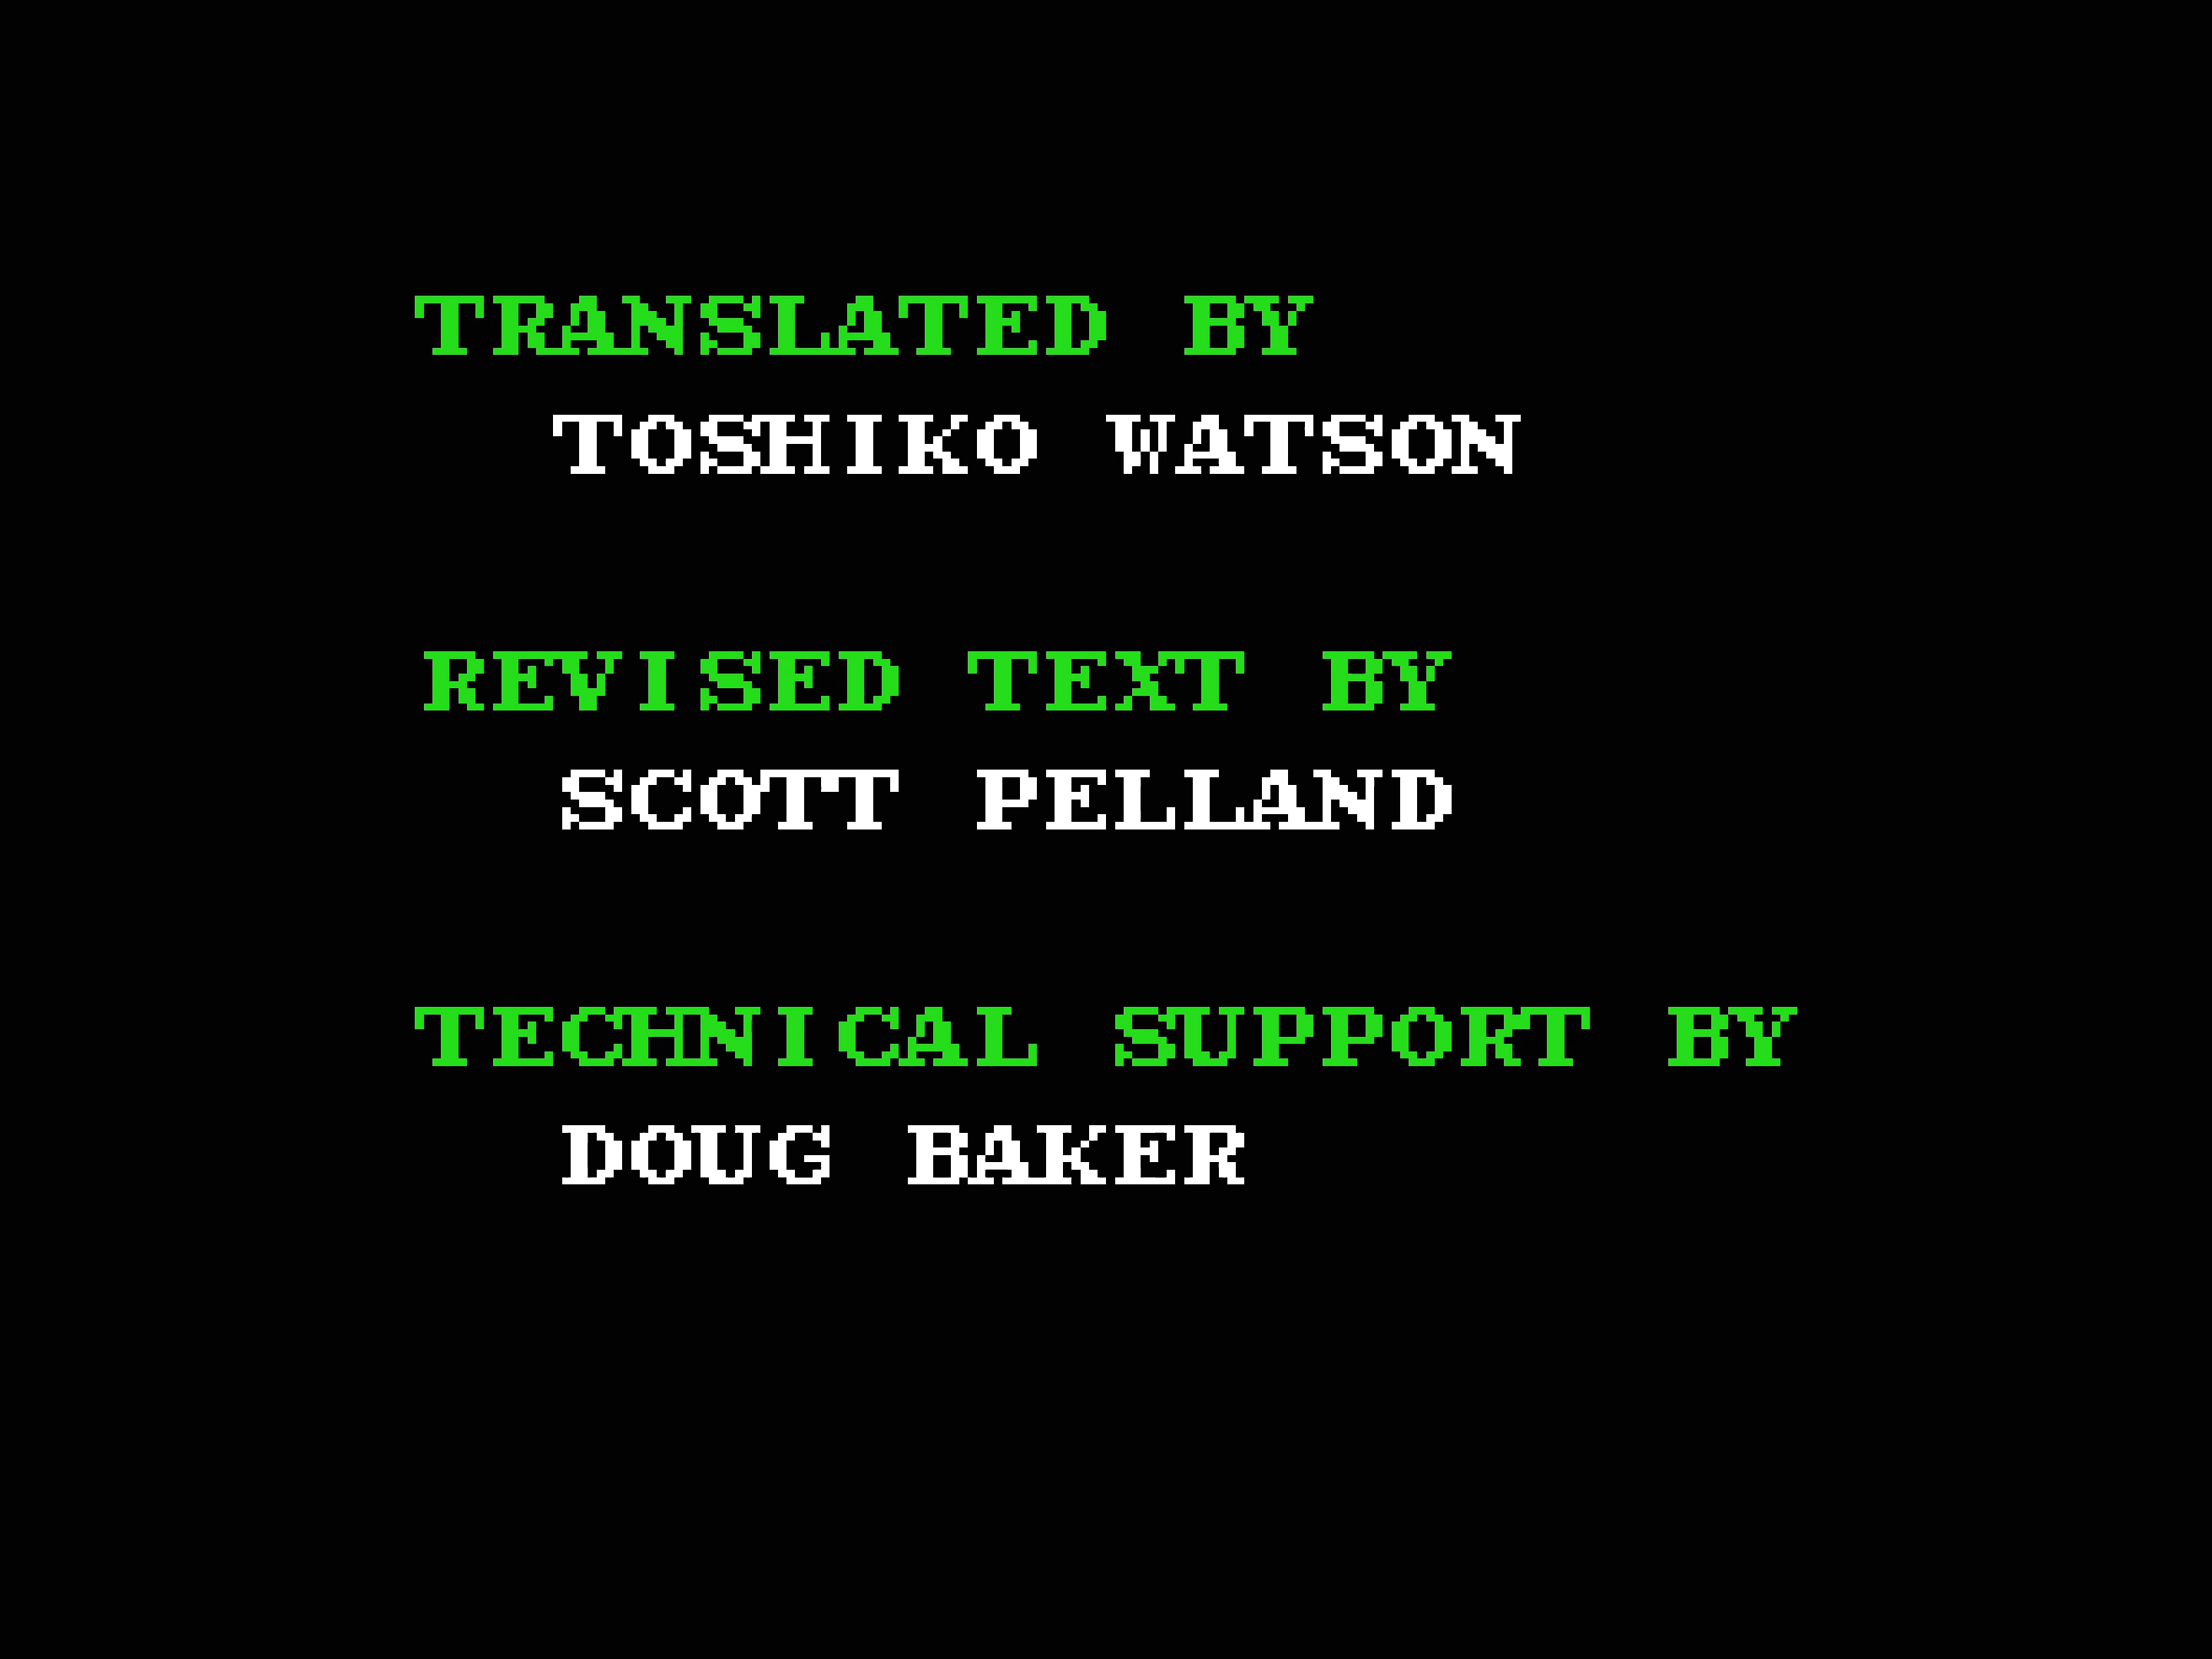 TRANSLATED BY
TOSHIKO WATSON
REVISED TEXT BY
SCOTT PELLAND
TECHNICAL SUPPORT BY
DOUG BAKER